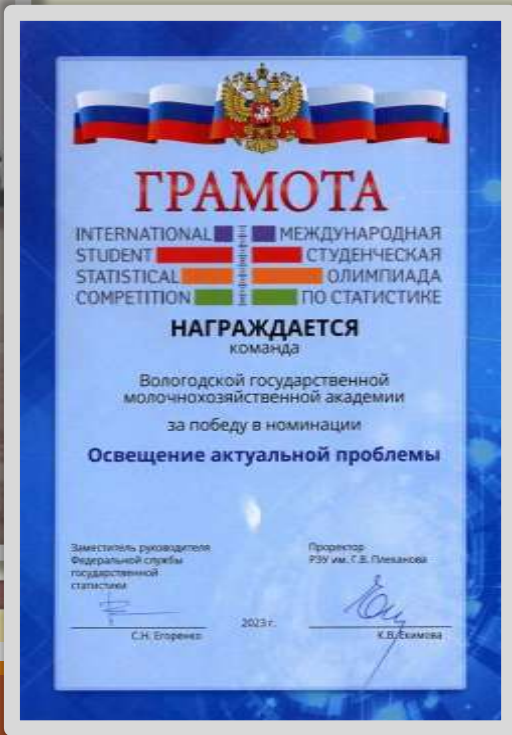 ГРАМОТА
INTERNATIONAL МЕЖДУНАРОДНАЯ
STUDENT СТУДЕНЧЕСКАЯ
STATISTICAL ОЛИМПИАДА
COMPETITION ПО СТАТИСТИКЕ
НАГРАЖДАЕТСЯ
команда
Вологодской государственной
молочнохозяйственной академии
за победу в номинации
Освещение актуальной проблемы
Заместитель руководителя
Федеральной службы
государственной
статистики
С.Н. Егоренко
2023 г.
Проректор
РЭУ им. Г.В. Плеханова
К.В. Екимова